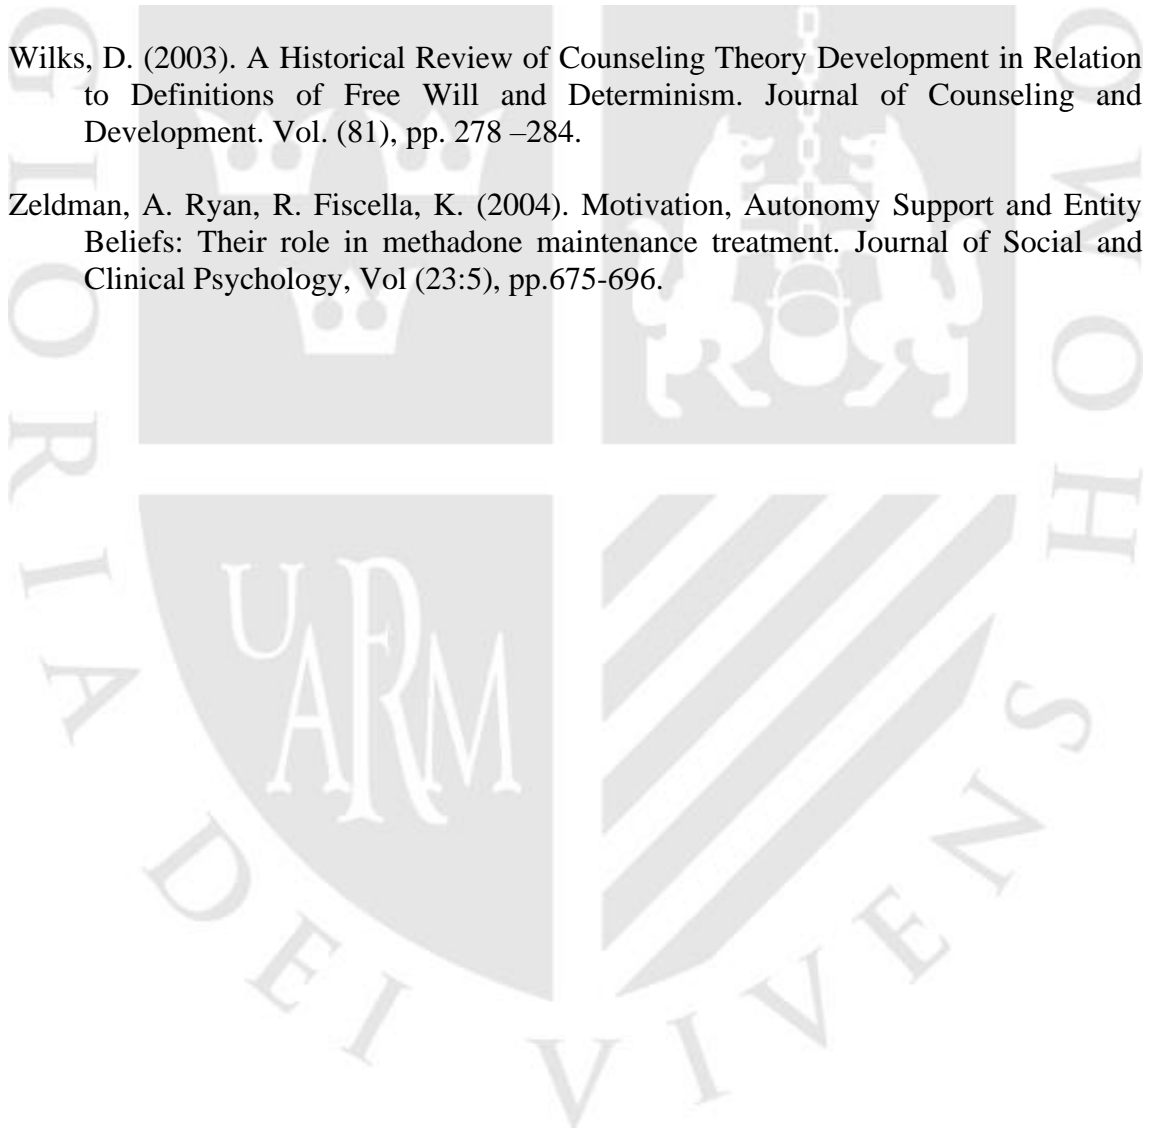 Wilks, D. (2003). A Historical Review of Counseling Theory Development in Relation
to Definitions of Free Will and Determinism. Journal of Counseling and
Development. Vol. (81), pp. 278 –284.
Zeldman, A. Ryan, R. Fiscella, K. (2004). Motivation, Autonomy Support and Entity
Beliefs: Their role in methadone maintenance treatment. Journal of Social and
Clinical Psychology, Vol (23:5), pp.675-696.
GLORIA DEI VIVENS HOMO
UARM